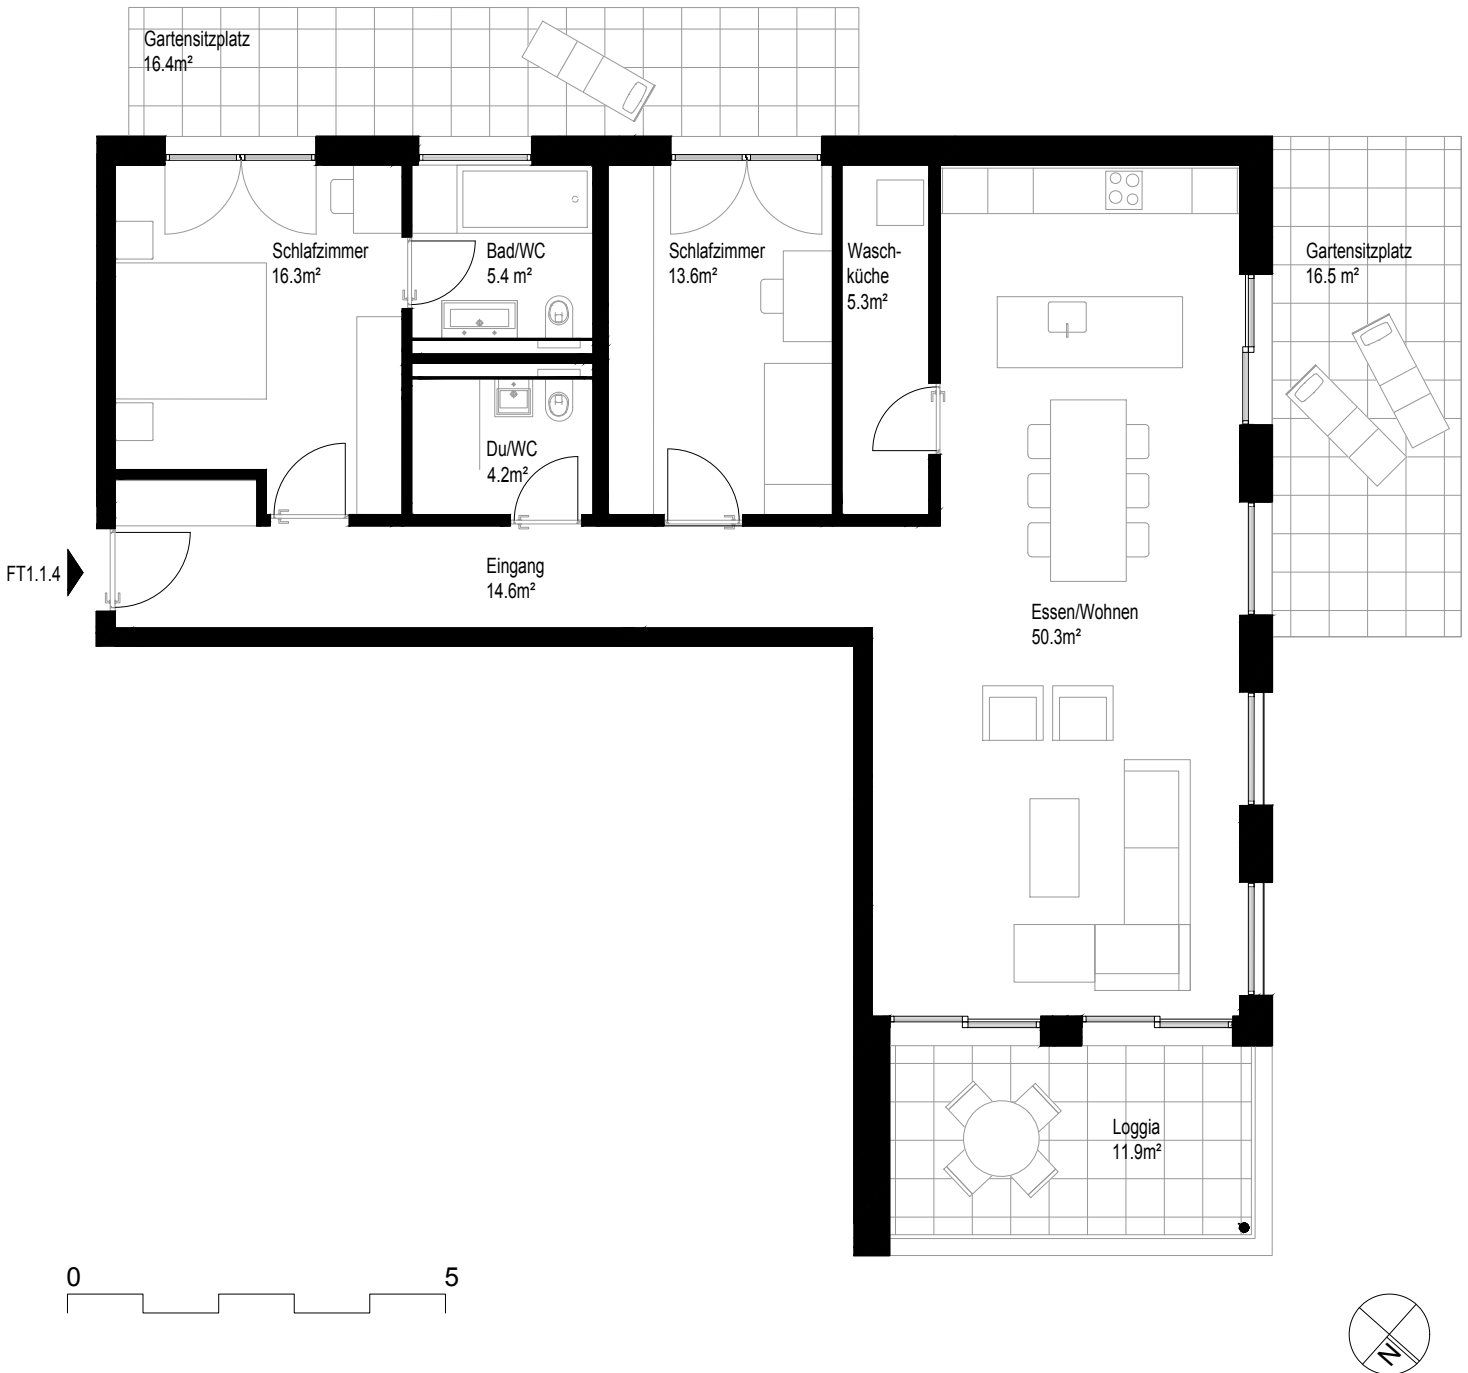 Gartensitzplatz
16.4m²
Schlafzimmer
16.3m²
Bad/WC
5.4 m²
Schlafzimmer
13.6m²
Wasch-
küche
5.3m²
Gartensitzplatz
16.5 m²
Du/WC
4.2m²
FT1.1.4
Eingang
14.6m²
Essen/Wohnen
50.3m²
Loggia
11.9m²
0 5
N